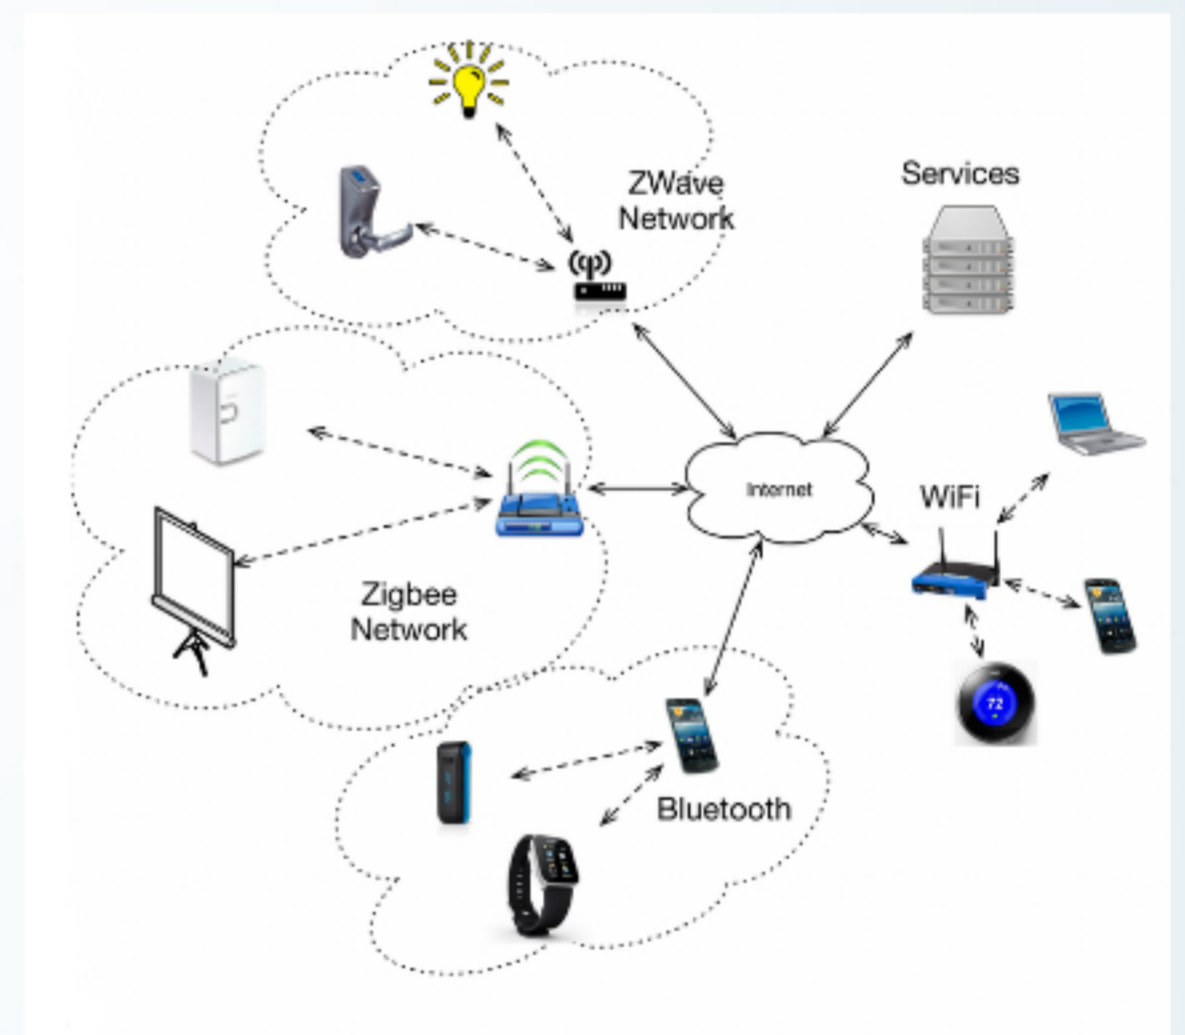 ZWave
Network
Services
Internet
WiFi
Zigbee
Network
72
Bluetooth